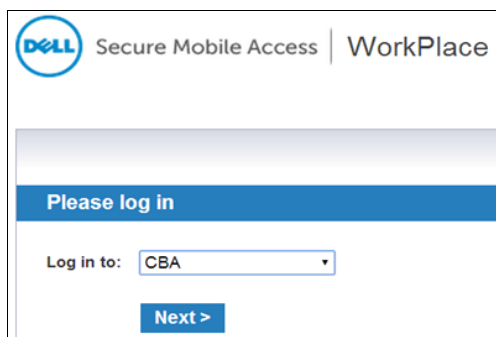 DELL Secure Mobile Access | WorkPlace
Please log in
Log in to: CBA
Next >